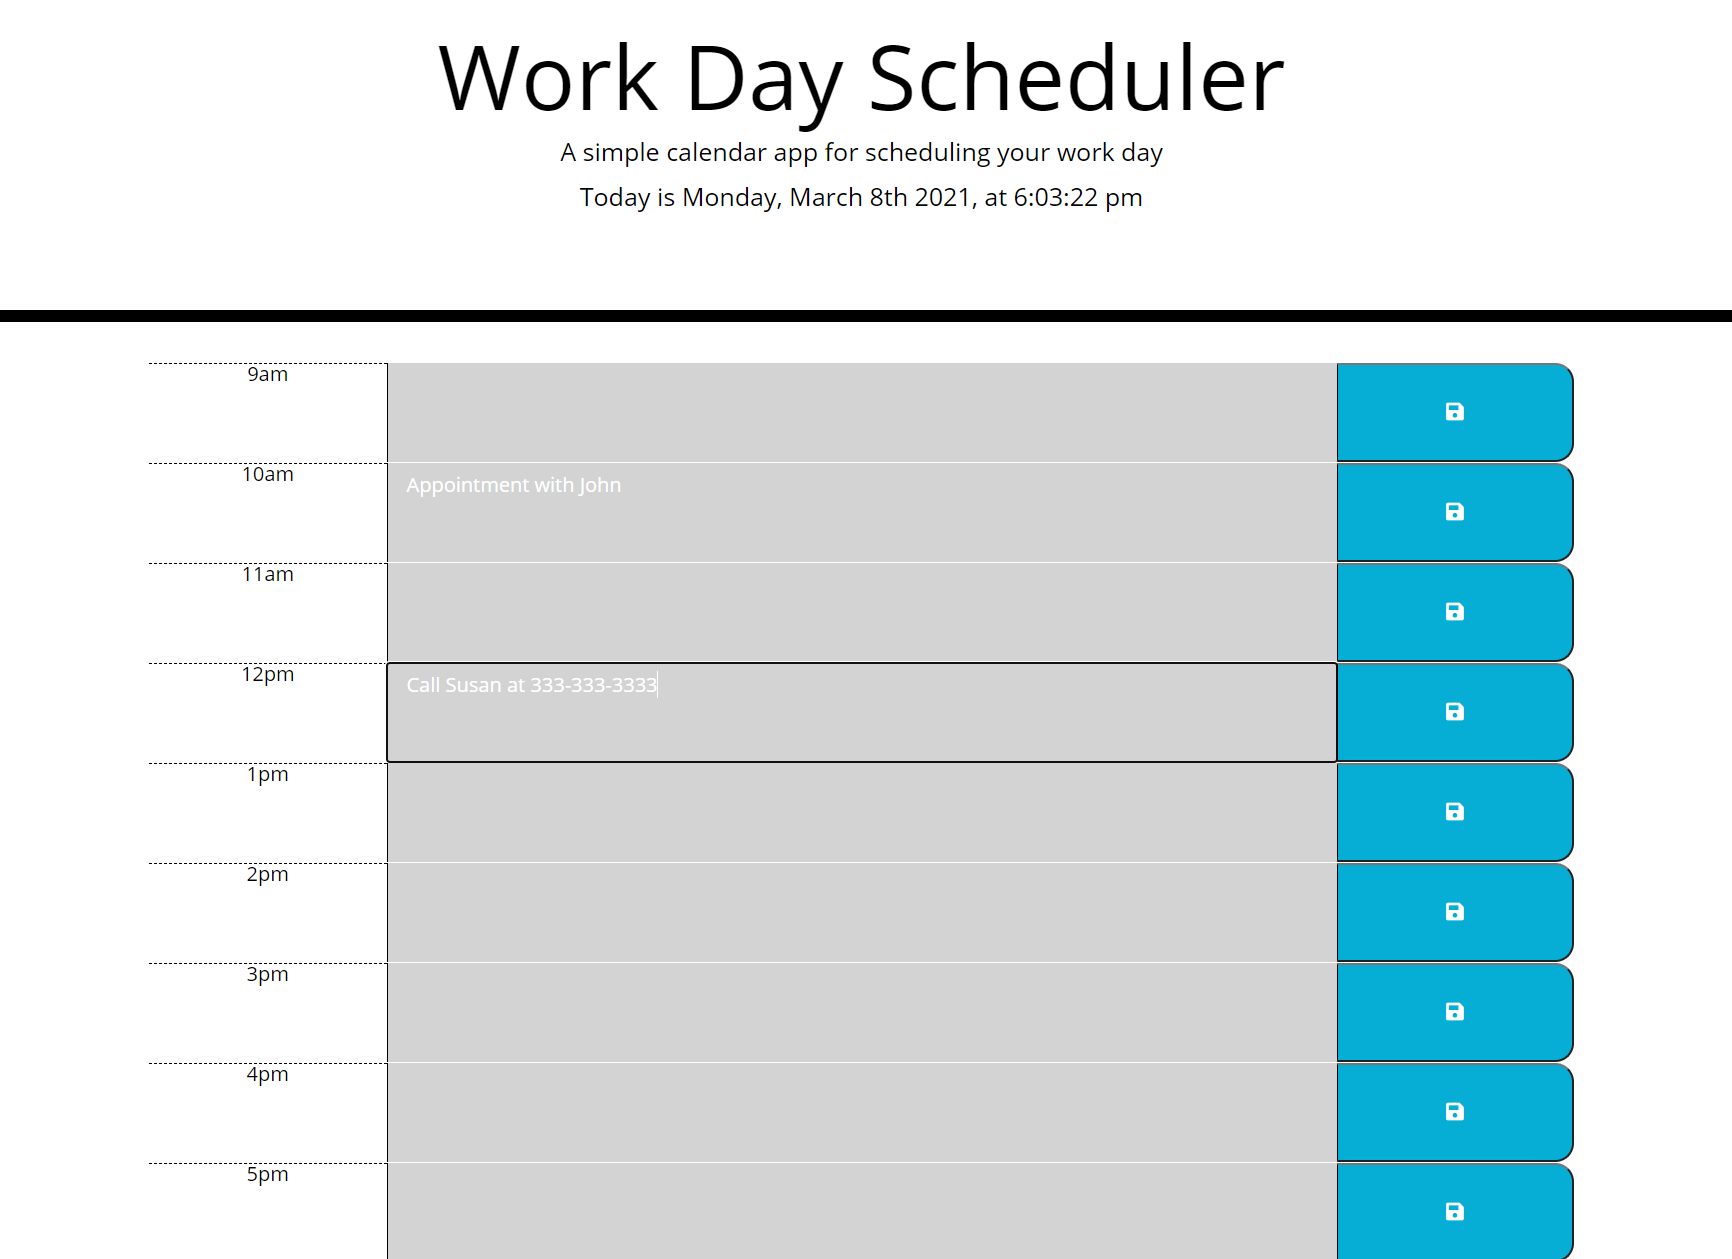 Work Day Scheduler
A simple calendar app for scheduling your work day
Today is Monday, March 8th 2021, at 6:03:22 pm
9am
10am
Appointment with John
11am
12pm
Call Susan at 333-333-3333
1pm
2pm
3pm
4pm
5pm